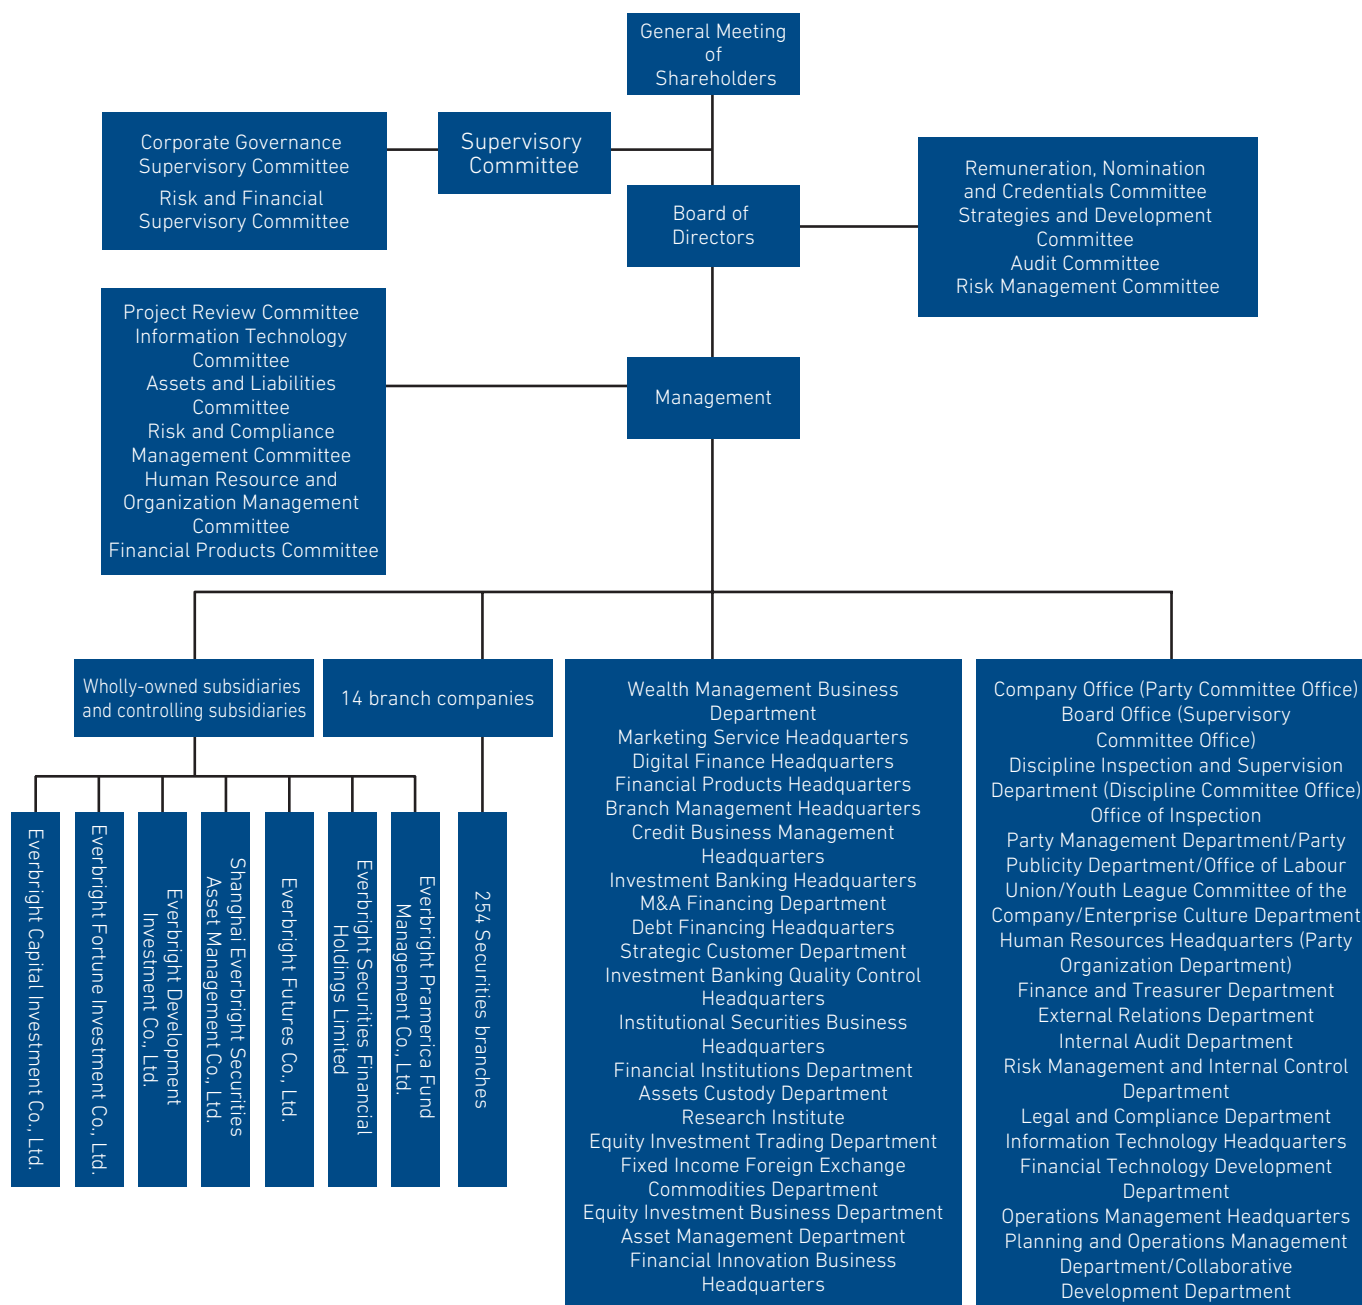 General Meeting
of
Shareholders
Corporate Governance
Supervisory Committee
Risk and Financial
Supervisory Committee
Supervisory
Committee
Board of
Directors
Remuneration, Nomination
and Credentials Committee
Strategies and Development
Committee
Audit Committee
Risk Management Committee
Project Review Committee
Information Technology
Committee
Assets and Liabilities
Committee
Risk and Compliance
Management Committee
Human Resource and
Organization Management
Committee
Financial Products Committee
Management
Wholly-owned subsidiaries
and controlling subsidiaries
14 branch companies
Everbright Capital Investment Co., Ltd.
Everbright Fortune Investment Co., Ltd.
Everbright Development
Investment Co., Ltd.
Shanghai Everbright Securities
Asset Management Co., Ltd.
Everbright Futures Co., Ltd.
Everbright Securities Financial
Holdings Limited
Everbright Pramerica Fund
Management Co., Ltd.
254 Securities branches
Wealth Management Business
Department
Marketing Service Headquarters
Digital Finance Headquarters
Financial Products Headquarters
Branch Management Headquarters
Credit Business Management
Headquarters
Investment Banking Headquarters
M&A Financing Department
Debt Financing Headquarters
Strategic Customer Department
Investment Banking Quality Control
Headquarters
Institutional Securities Business
Headquarters
Financial Institutions Department
Assets Custody Department
Research Institute
Equity Investment Trading Department
Fixed Income Foreign Exchange
Commodities Department
Equity Investment Business Department
Asset Management Department
Financial Innovation Business
Headquarters
Company Office (Party Committee Office)
Board Office (Supervisory
Committee Office)
Discipline Inspection and Supervision
Department (Discipline Committee Office)
Office of Inspection
Party Management Department/Party
Publicity Department/Office of Labour
Union/Youth League Committee of the
Company/Enterprise Culture Department
Human Resources Headquarters (Party
Organization Department)
Finance and Treasurer Department
External Relations Department
Internal Audit Department
Risk Management and Internal Control
Department
Legal and Compliance Department
Information Technology Headquarters
Financial Technology Development
Department
Operations Management Headquarters
Planning and Operations Management
Department/Collaborative
Development Department